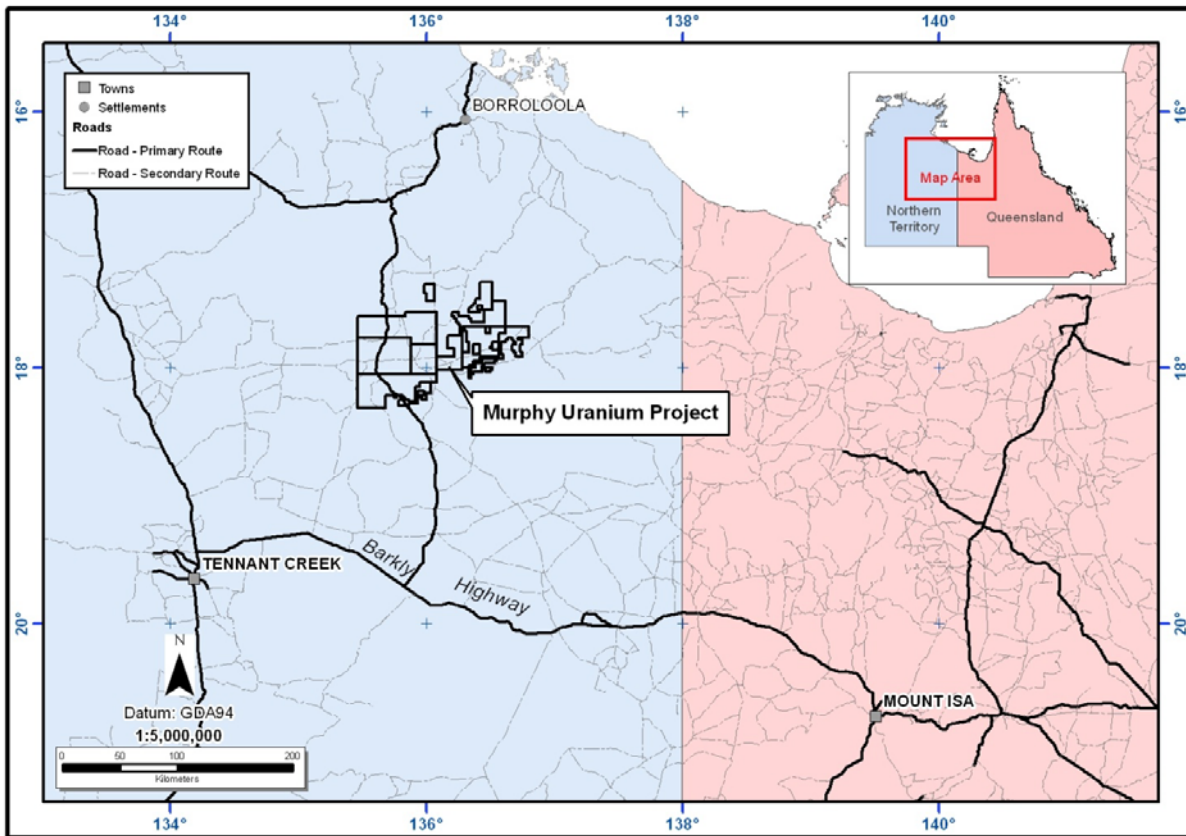 134°
136°
138°
140°
Towns
Settlements
Roads
Road - Primary Route
Road - Secondary Route
BORROLOOLA
16°
16°
Map Area
Northern
Territory
Queensland
18°
18°
Murphy Uranium Project
TENNANT CREEK
Barkly
Highway
20°
20°
N
Datum: GDA94
1:5,000,000
0 50 100 200
Kilometers
MOUNT ISA
134°
136°
138°
140°